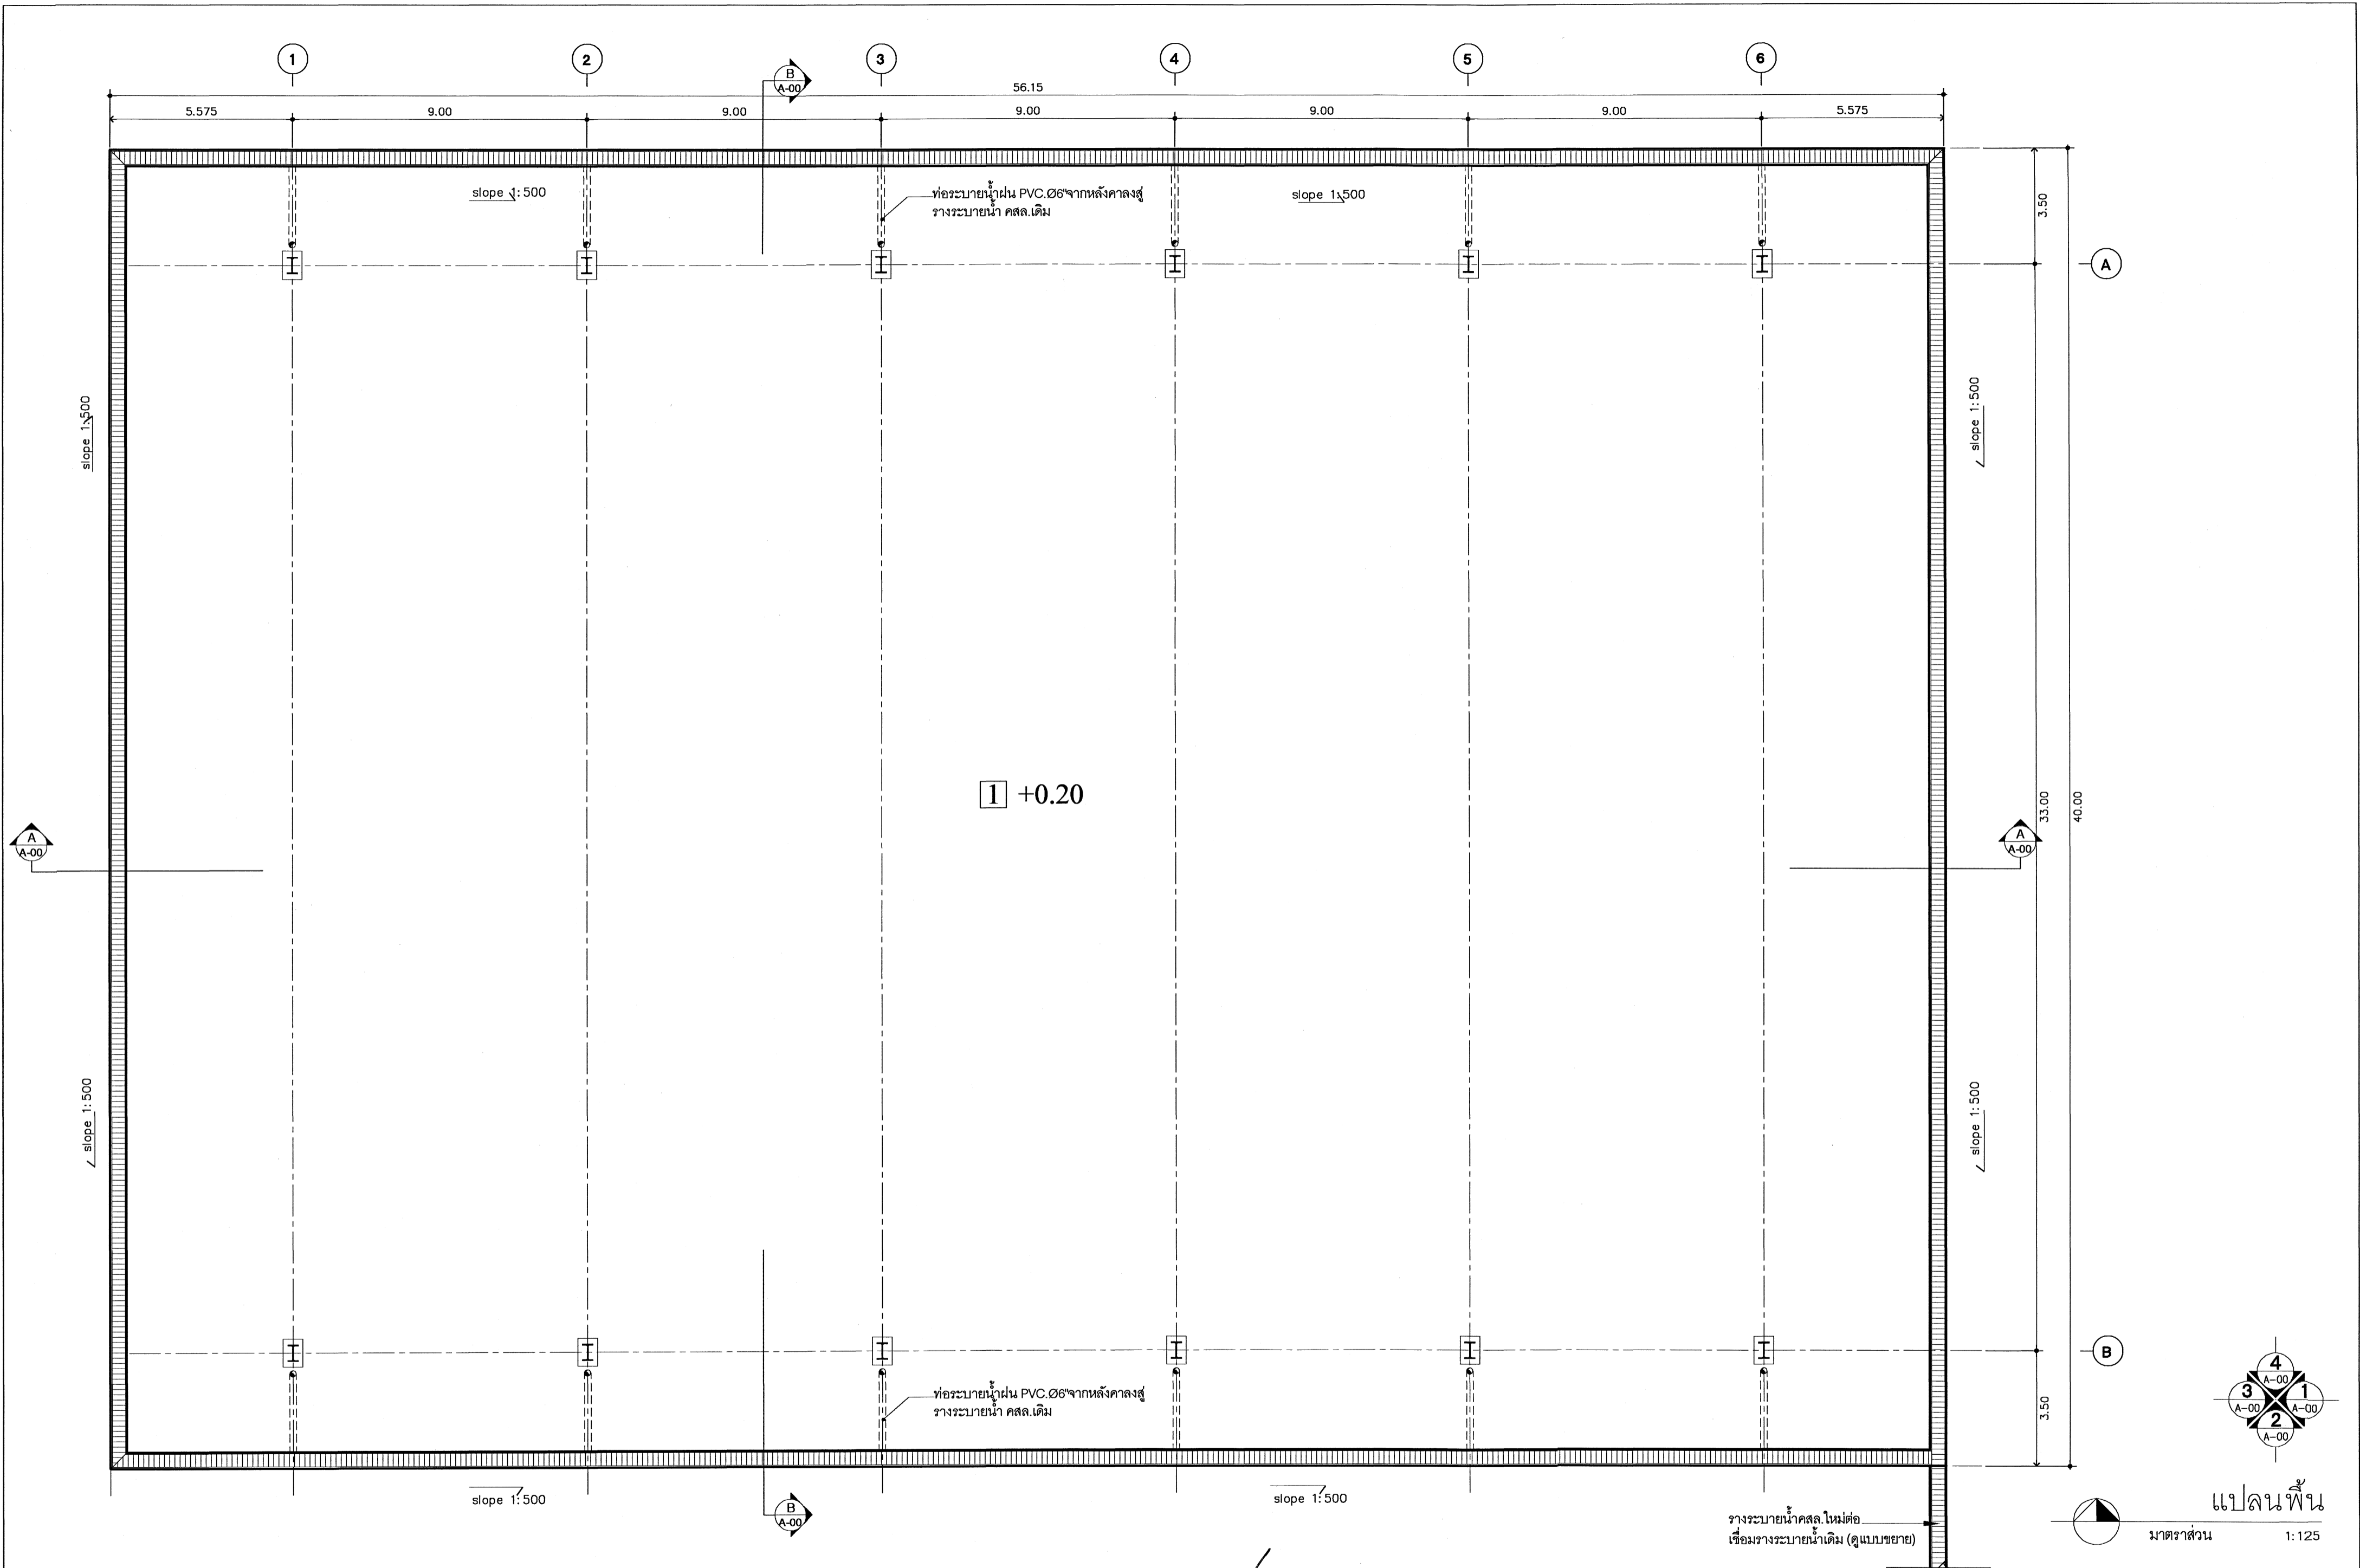 1 2 3 4 5 6
B
A-00
56.15
5.575 9.00 9.00 9.00 9.00 9.00 5.575
slope 1:500
ท่อระบายน้ำฝน PVC.Ø6"จากหลังคาลงสู่
รางระบายน้ำ คสล.เดิม
slope 1:500
3.50
A
slope 1:500
slope 1:500
1 +0.20
33.00
40.00
A
A-00
A
A-00
slope 1:500
slope 1:500
B
ท่อระบายน้ำฝน PVC.Ø6"จากหลังคาลงสู่
รางระบายน้ำ คสล.เดิม
3.50
4
A-00
3
A-00
1
A-00
2
A-00
slope 1:500
B
A-00
slope 1:500
รางระบายน้ำคสล.ใหม่ต่อ
เชื่อมรางระบายน้ำเดิม (ดูแบบขยาย)
แปลนพื้น
มาตราส่วน 1:125